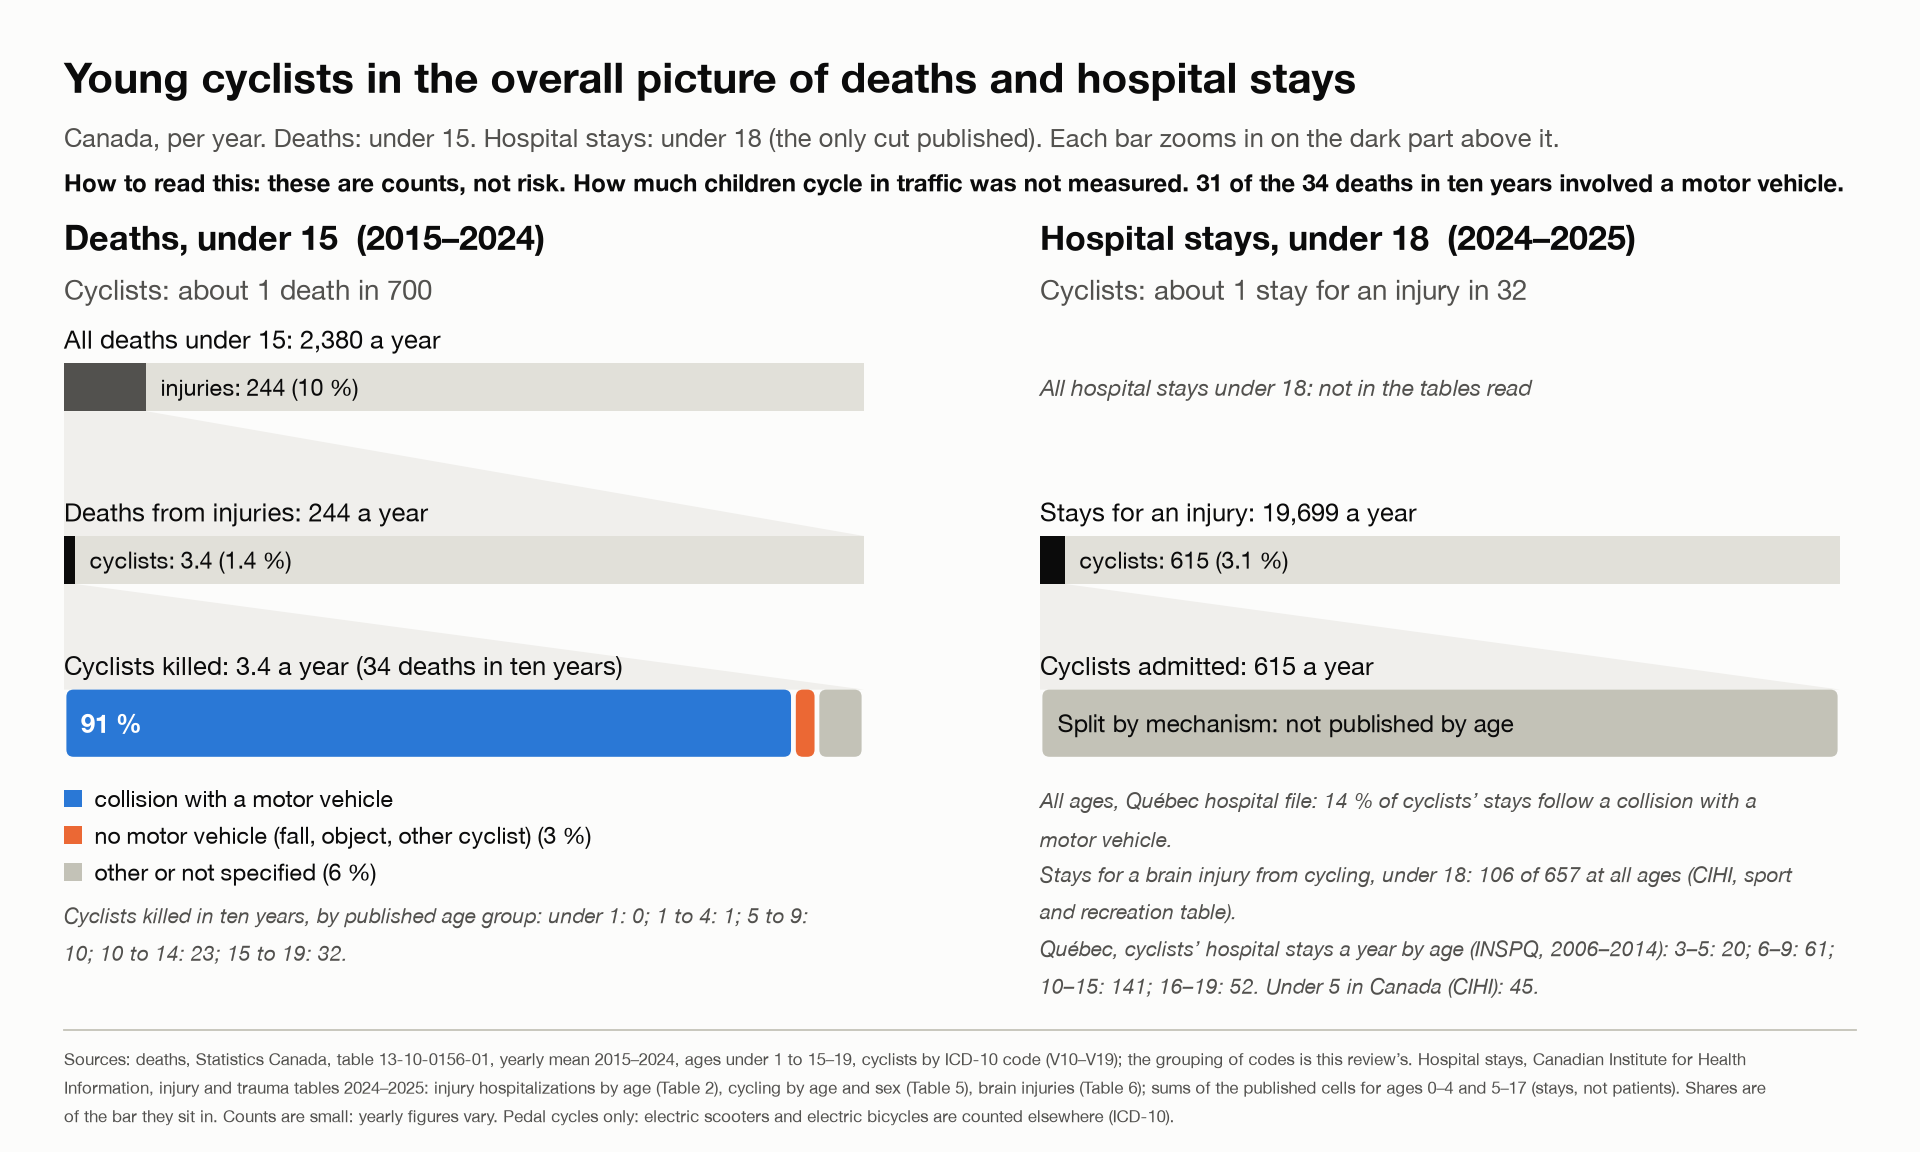 Young cyclists in the overall picture of deaths and hospital stays
Canada, per year. Deaths: under 15. Hospital stays: under 18 (the only cut published). Each bar zooms in on the dark part above it.
How to read this: these are counts, not risk. How much children cycle in traffic was not measured. 31 of the 34 deaths in ten years involved a motor vehicle.
Deaths, under 15 (2015–2024)
Cyclists: about 1 death in 700
All deaths under 15: 2,380 a year
injuries: 244 (10 %)
Deaths from injuries: 244 a year
cyclists: 3.4 (1.4 %)
Cyclists killed: 3.4 a year (34 deaths in ten years)
91 %
collision with a motor vehicle
no motor vehicle (fall, object, other cyclist) (3 %)
other or not specified (6 %)
Cyclists killed in ten years, by published age group: under 1: 0; 1 to 4: 1; 5 to 9:
10; 10 to 14: 23; 15 to 19: 32.
Hospital stays, under 18 (2024–2025)
Cyclists: about 1 stay for an injury in 32
All hospital stays under 18: not in the tables read
Stays for an injury: 19,699 a year
cyclists: 615 (3.1 %)
Cyclists admitted: 615 a year
Split by mechanism: not published by age
All ages, Québec hospital file: 14 % of cyclists’ stays follow a collision with a
motor vehicle.
Stays for a brain injury from cycling, under 18: 106 of 657 at all ages (CIHI, sport
and recreation table).
Québec, cyclists’ hospital stays a year by age (INSPQ, 2006–2014): 3–5: 20; 6–9: 61;
10–15: 141; 16–19: 52. Under 5 in Canada (CIHI): 45.
Sources: deaths, Statistics Canada, table 13-10-0156-01, yearly mean 2015–2024, ages under 1 to 15–19, cyclists by ICD-10 code (V10–V19); the grouping of codes is this review’s. Hospital stays, Canadian Institute for Health
Information, injury and trauma tables 2024–2025: injury hospitalizations by age (Table 2), cycling by age and sex (Table 5), brain injuries (Table 6); sums of the published cells for ages 0–4 and 5–17 (stays, not patients). Shares are
of the bar they sit in. Counts are small: yearly figures vary. Pedal cycles only: electric scooters and electric bicycles are counted elsewhere (ICD-10).